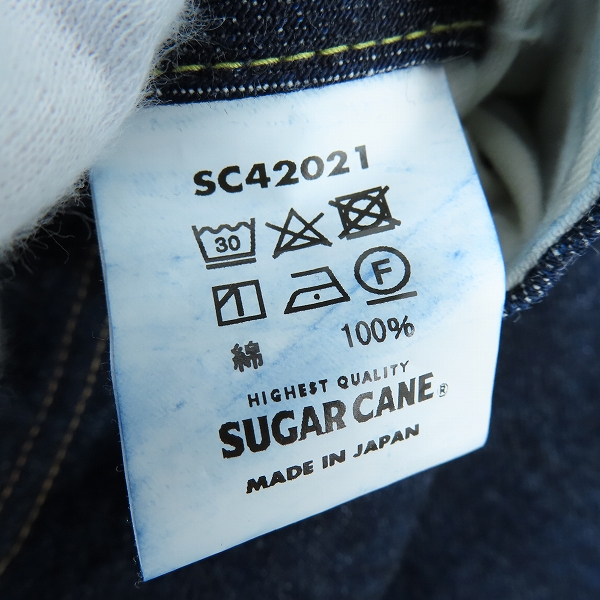 SC42021
30
F
綿 100%
HIGHEST QUALITY
SUGAR CANE®
MADE IN JAPAN